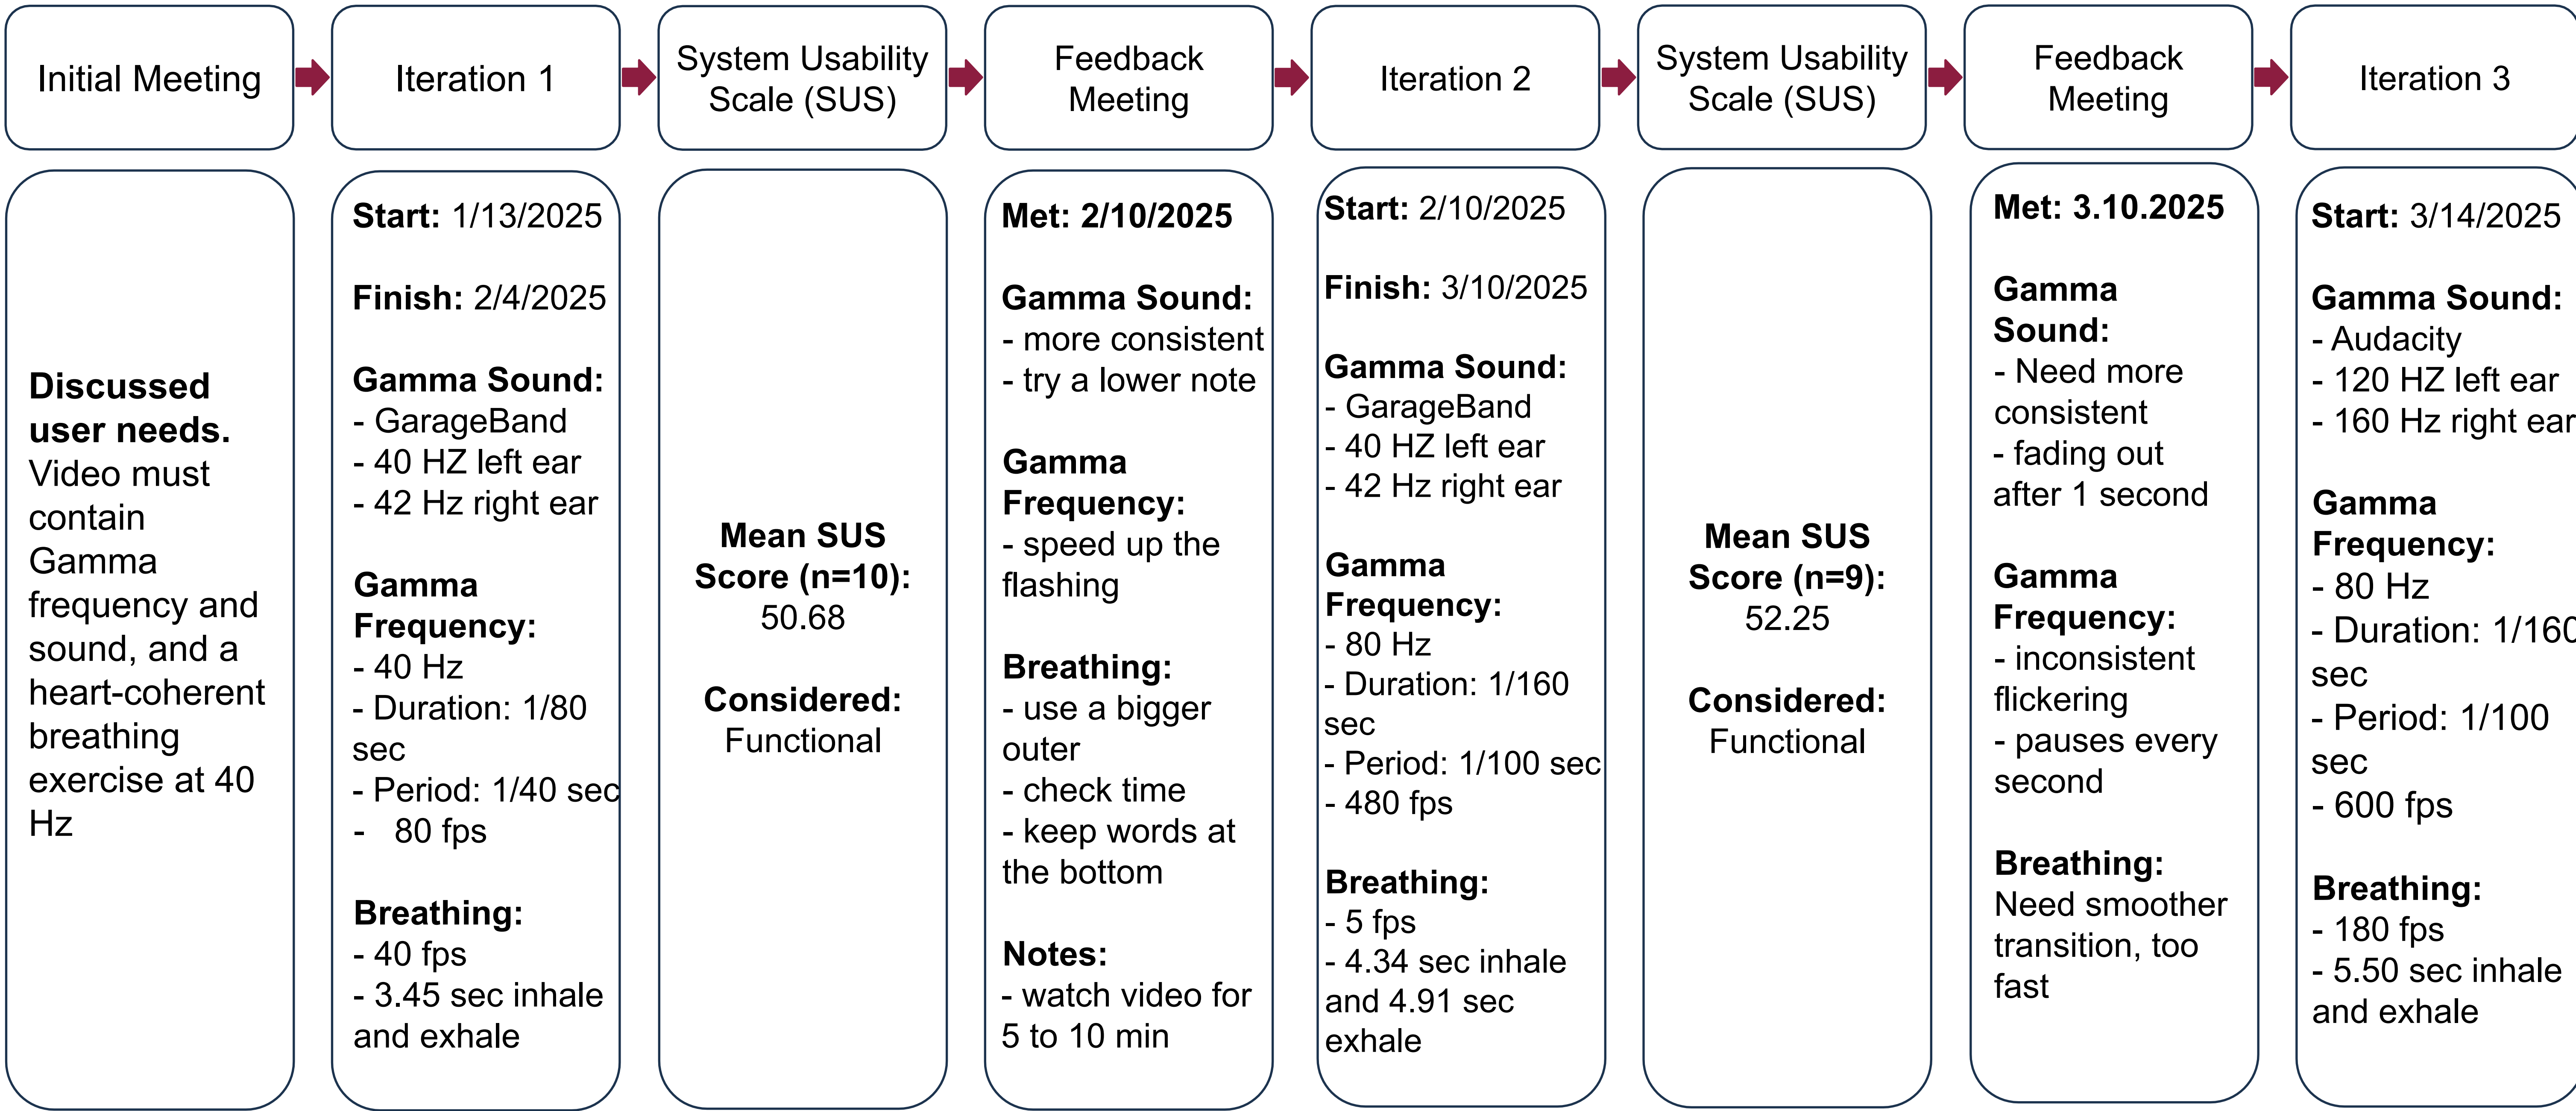 Initial Meeting
Iteration 1
System Usability
Scale (SUS)
Feedback
Meeting
Iteration 2
System Usability
Scale (SUS)
Feedback
Meeting
Iteration 3
Discussed
user needs.
Video must
contain
Gamma
frequency and
sound, and a
heart-coherent
breathing
exercise at 40
Hz
Start: 1/13/2025
Finish: 2/4/2025
Gamma Sound:
- GarageBand
- 40 HZ left ear
- 42 Hz right ear
Gamma
Frequency:
- 40 Hz
- Duration: 1/80
sec
- Period: 1/40 sec
- 80 fps
Breathing:
- 40 fps
- 3.45 sec inhale
and exhale
Mean SUS
Score (n=10):
50.68
Considered:
Functional
Met: 2/10/2025
Gamma Sound:
- more consistent
- try a lower note
Gamma
Frequency:
- speed up the
flashing
Breathing:
- use a bigger
outer
- check time
- keep words at
the bottom
Notes:
- watch video for
5 to 10 min
Start: 2/10/2025
Finish: 3/10/2025
Gamma Sound:
- GarageBand
- 40 HZ left ear
- 42 Hz right ear
Gamma
Frequency:
- 80 Hz
- Duration: 1/160
sec
- Period: 1/100 sec
- 480 fps
Breathing:
- 5 fps
- 4.34 sec inhale
and 4.91 sec
exhale
Mean SUS
Score (n=9):
52.25
Considered:
Functional
Met: 3.10.2025
Gamma
Sound:
- Need more
consistent
- fading out
after 1 second
Gamma
Frequency:
- inconsistent
flickering
- pauses every
second
Breathing:
Need smoother
transition, too
fast
Start: 3/14/2025
Gamma Sound:
- Audacity
- 120 HZ left ear
- 160 Hz right ear
Gamma
Frequency:
- 80 Hz
- Duration: 1/160
sec
- Period: 1/100
sec
- 600 fps
Breathing:
- 180 fps
- 5.50 sec inhale
and exhale